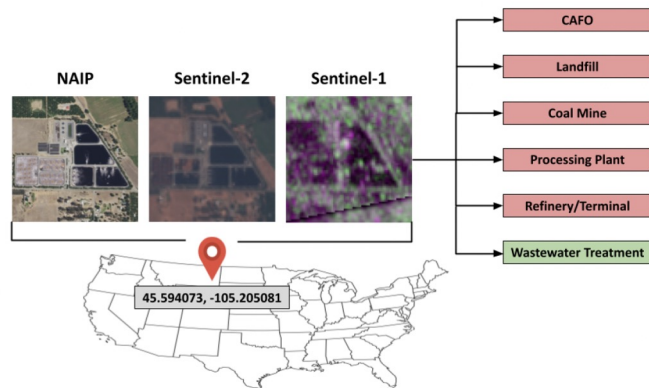 NAIP
Sentinel-2
Sentinel-1
CAFO
Landfill
Coal Mine
Processing Plant
Refinery/Terminal
Wastewater Treatment
45.594073, -105.205081